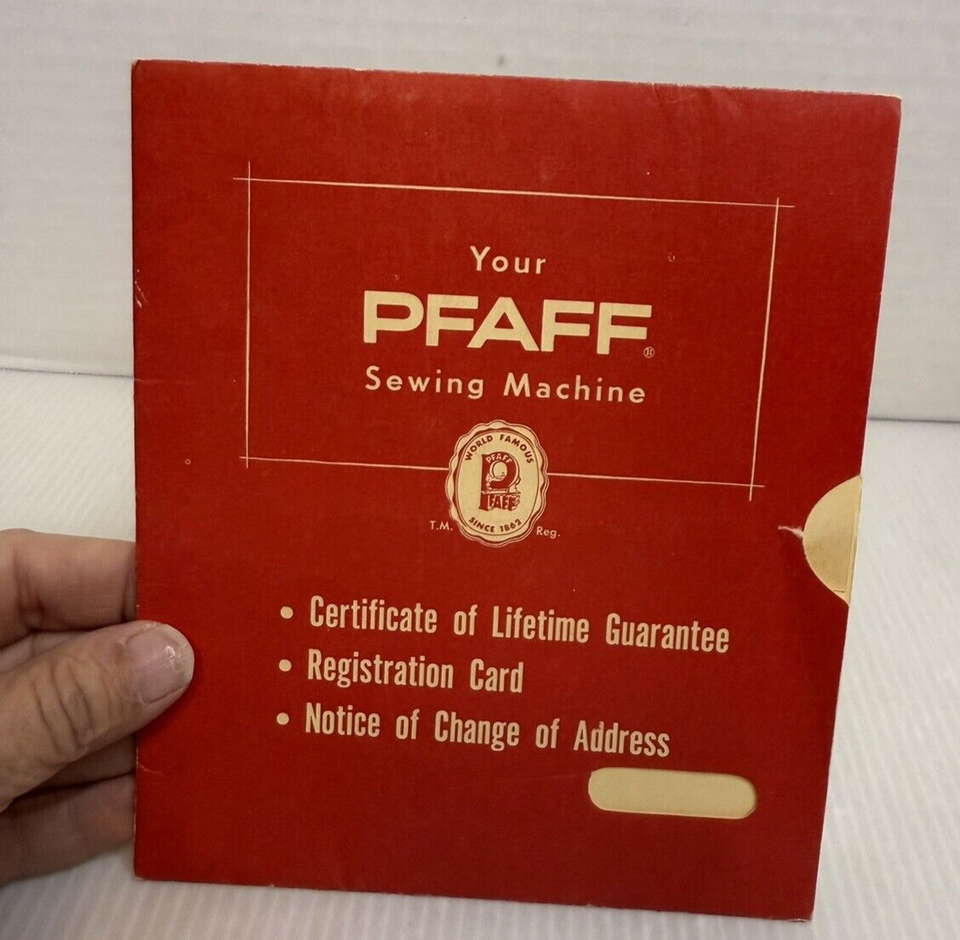 Your
PFAFF®
Sewing Machine
WORLD FAMOUS
PFAFF
P
FAFF
SINCE 1862
T.M. Reg.
• Certificate of Lifetime Guarantee
• Registration Card
• Notice of Change of Address